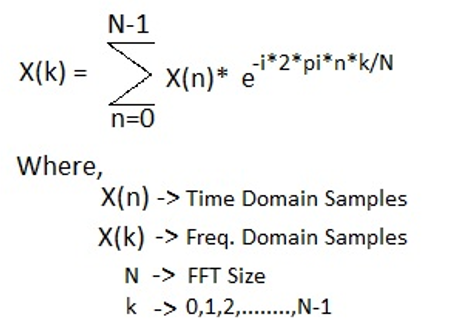 N-1
X(k) = ∑ X(n)* e^-i*2*pi*n*k/N
n=0
Where,
X(n) -> Time Domain Samples
X(k) -> Freq. Domain Samples
N -> FFT Size
k -> 0,1,2,........,N-1